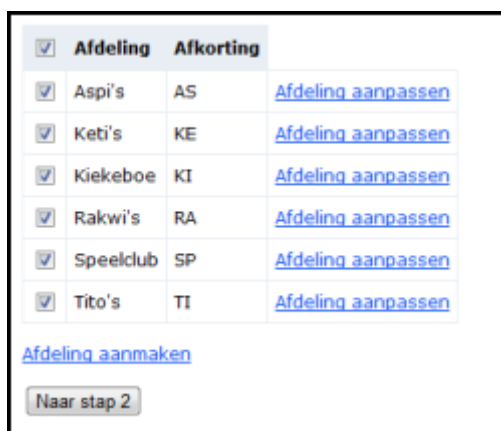 Afdeling Afkorting
Aspi's AS Afdeling aanpassen
Keti's KE Afdeling aanpassen
Kiekeboe KI Afdeling aanpassen
Rakwi's RA Afdeling aanpassen
Speelclub SP Afdeling aanpassen
Tito's TI Afdeling aanpassen
Afdeling aanmaken
Naar stap 2